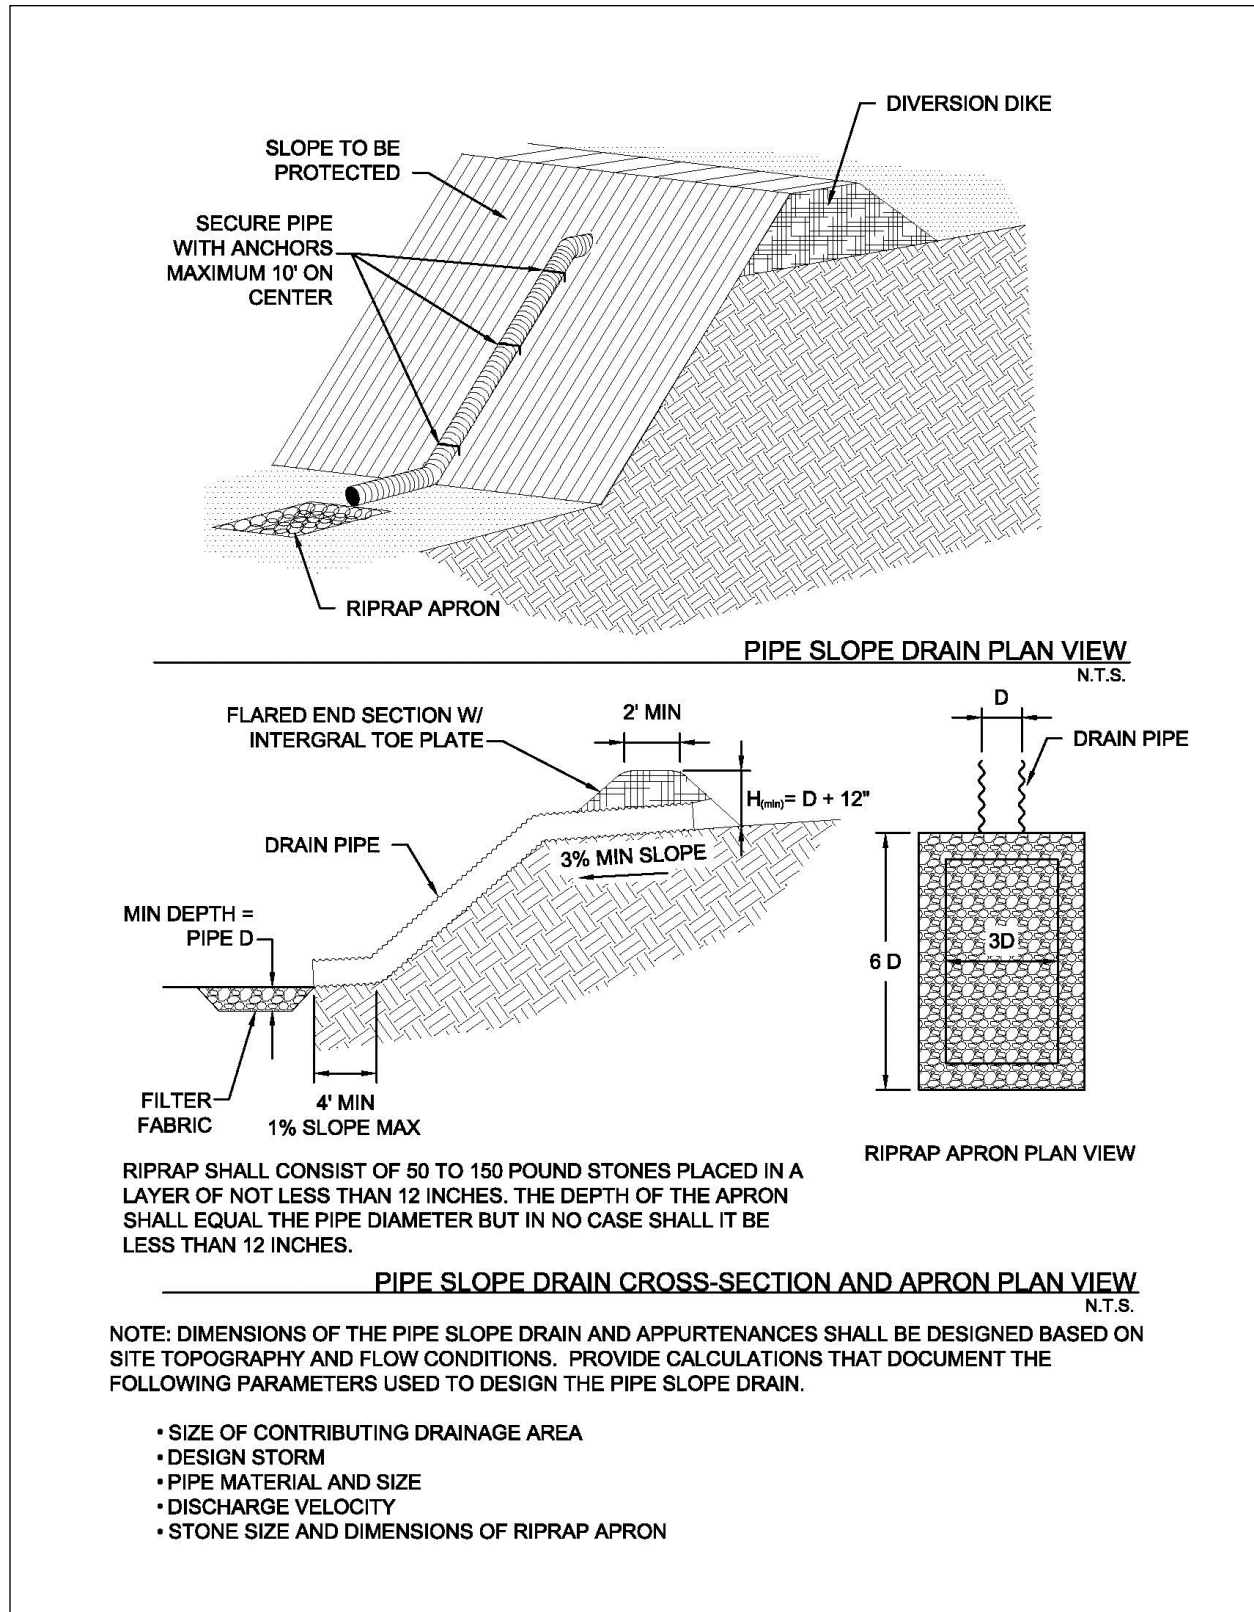 DIVERSION DIKE
SLOPE TO BE
PROTECTED
SECURE PIPE
WITH ANCHORS
MAXIMUM 10' ON
CENTER
RIPRAP APRON
PIPE SLOPE DRAIN PLAN VIEW
N.T.S.
FLARED END SECTION W/
INTERGRAL TOE PLATE
2' MIN
H(min)= D + 12"
DRAIN PIPE
3% MIN SLOPE
MIN DEPTH =
PIPE D
FILTER
FABRIC
4' MIN
1% SLOPE MAX
D
DRAIN PIPE
3D
6 D
RIPRAP APRON PLAN VIEW
RIPRAP SHALL CONSIST OF 50 TO 150 POUND STONES PLACED IN A
LAYER OF NOT LESS THAN 12 INCHES. THE DEPTH OF THE APRON
SHALL EQUAL THE PIPE DIAMETER BUT IN NO CASE SHALL IT BE
LESS THAN 12 INCHES.
PIPE SLOPE DRAIN CROSS-SECTION AND APRON PLAN VIEW
N.T.S.
NOTE: DIMENSIONS OF THE PIPE SLOPE DRAIN AND APPURTENANCES SHALL BE DESIGNED BASED ON
SITE TOPOGRAPHY AND FLOW CONDITIONS. PROVIDE CALCULATIONS THAT DOCUMENT THE
FOLLOWING PARAMETERS USED TO DESIGN THE PIPE SLOPE DRAIN.
• SIZE OF CONTRIBUTING DRAINAGE AREA
• DESIGN STORM
• PIPE MATERIAL AND SIZE
• DISCHARGE VELOCITY
• STONE SIZE AND DIMENSIONS OF RIPRAP APRON